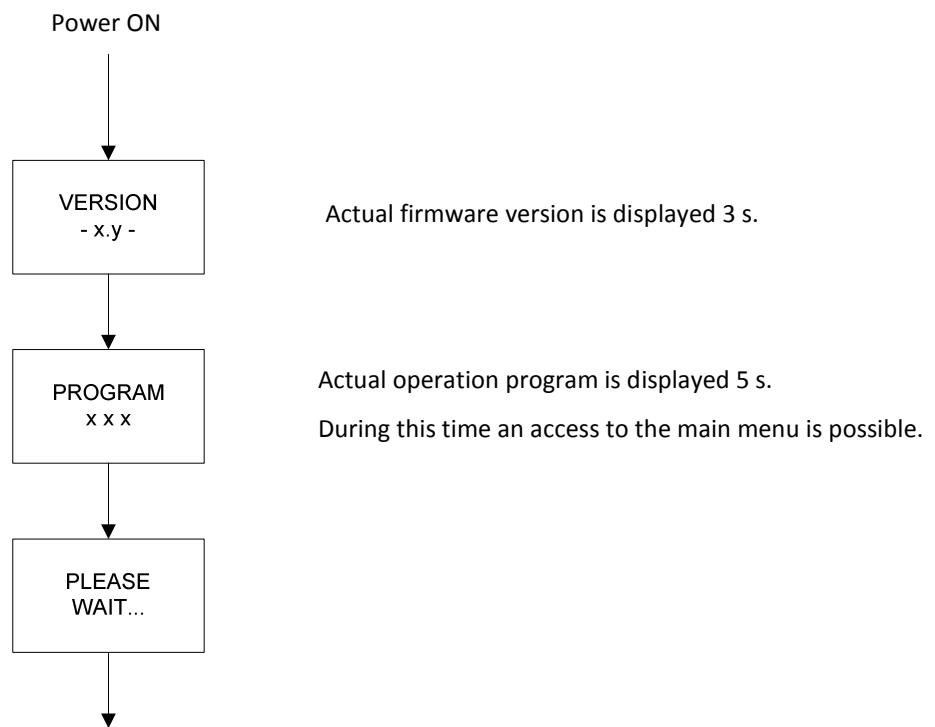 Power ON
VERSION
- x.y -
Actual firmware version is displayed 3 s.
PROGRAM
x x x
Actual operation program is displayed 5 s.
During this time an access to the main menu is possible.
PLEASE
WAIT...